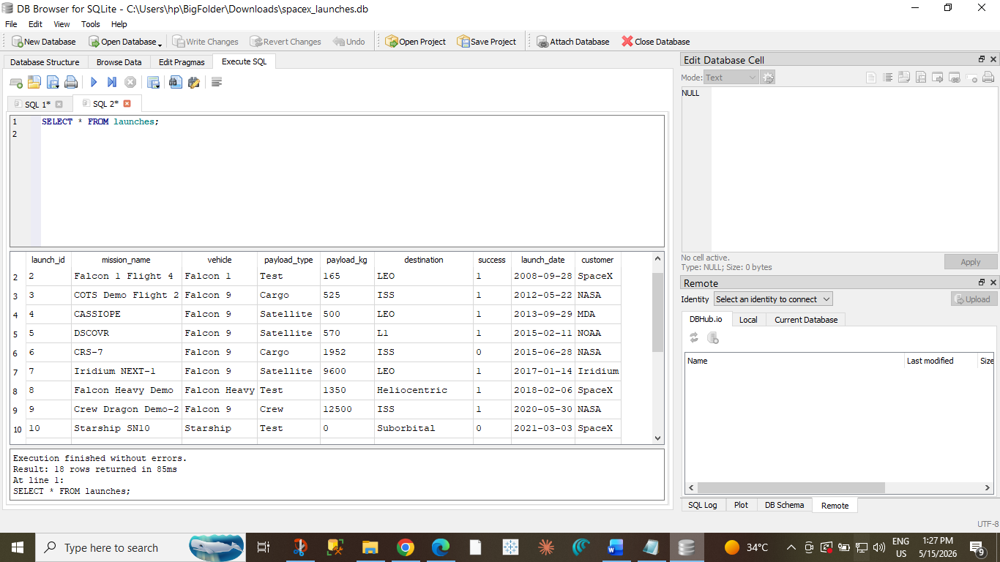 DB Browser for SQLite - C:\Users\hp\BigFolder\Downloads\spacex_launches.db
File Edit View Tools Help
New Database Open Database Write Changes Revert Changes Undo Open Project Save Project Attach Database Close Database
Database Structure Browse Data Edit Pragmas Execute SQL
SQL 1* SQL 2*
1 SELECT * FROM launches;
2
launch_id mission_name vehicle payload_type payload_kg destination success launch_date customer
2 2 Falcon 1 Flight 4 Falcon 1 Test 165 LEO 1 2008-09-28 SpaceX
3 3 COTS Demo Flight 2 Falcon 9 Cargo 525 ISS 1 2012-05-22 NASA
4 4 CASSIOPE Falcon 9 Satellite 500 LEO 1 2013-09-29 MDA
5 5 DSCOVR Falcon 9 Satellite 570 L1 1 2015-02-11 NOAA
6 6 CRS-7 Falcon 9 Cargo 1952 ISS 0 2015-06-28 NASA
7 7 Iridium NEXT-1 Falcon 9 Satellite 9600 LEO 1 2017-01-14 Iridium
8 8 Falcon Heavy Demo Falcon Heavy Test 1350 Heliocentric 1 2018-02-06 SpaceX
9 9 Crew Dragon Demo-2 Falcon 9 Crew 12500 ISS 1 2020-05-30 NASA
10 10 Starship SN10 Starship Test 0 Suborbital 0 2021-03-03 SpaceX
Execution finished without errors.
Result: 18 rows returned in 85ms
At line 1:
SELECT * FROM launches;
Edit Database Cell
Mode: Text
NULL
No cell active.
Type: NULL; Size: 0 bytes
Apply
Remote
Identity Select an identity to connect Upload
DBHub.io Local Current Database
Name Last modified Size
SQL Log Plot DB Schema Remote
UTF-8
Type here to search
34°C
ENG
US
1:27 PM
5/15/2026
9